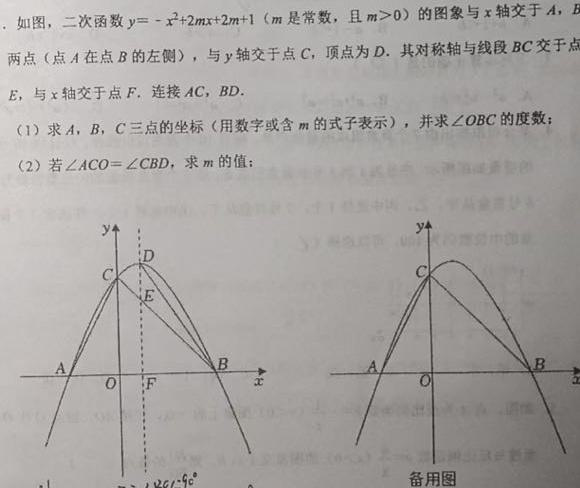 . 如图，二次函数 y=－x²+2mx+2m+1（m 是常数，且 m＞0）的图象与 x 轴交于 A，B
两点（点 A 在点 B 的左侧），与 y 轴交于点 C，顶点为 D．其对称轴与线段 BC 交于点
E，与 x 轴交于点 F．连接 AC，BD．
（1）求 A，B，C 三点的坐标（用数字或含 m 的式子表示），并求∠OBC 的度数；
（2）若∠ACO＝∠CBD，求 m 的值；
y
D
C
E
A
O
F
B
x
y
C
A
O
B
x
备用图